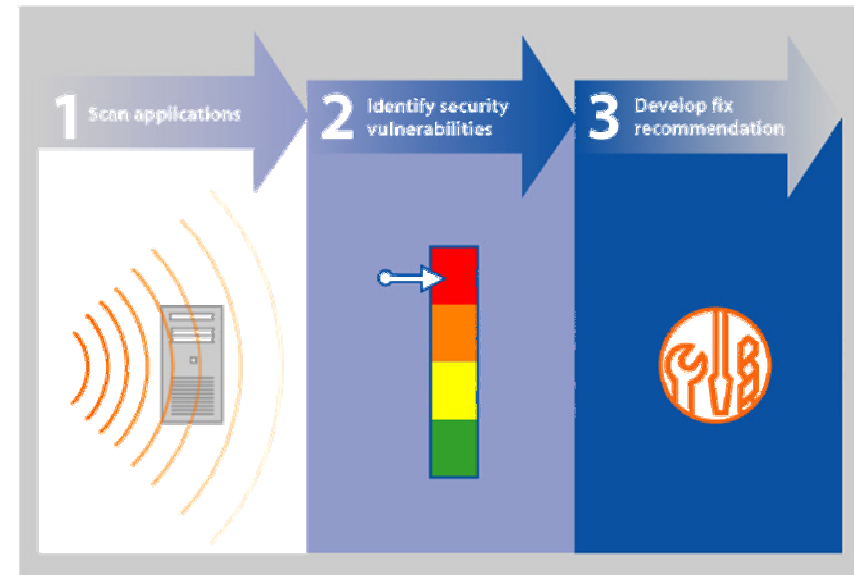 1 Scan applications
2 Identify security
vulnerabilities
3 Develop fix
recommendation